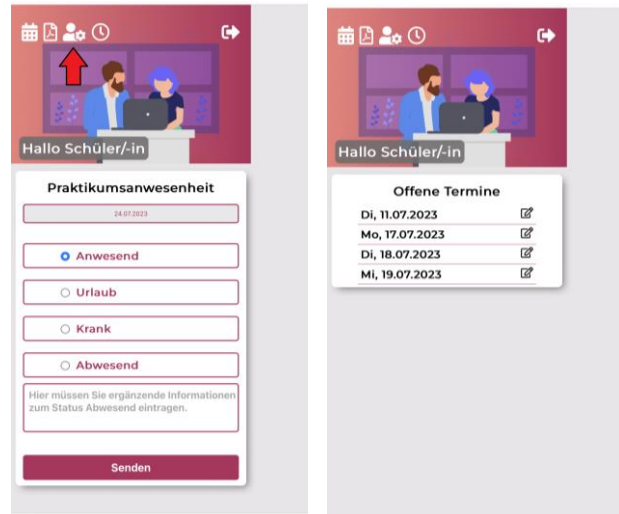 Hallo Schüler/-in
Praktikumsanwesenheit
24.07.2023
Anwesend
Urlaub
Krank
Abwesend
Hier müssen Sie ergänzende Informationen
zum Status Abwesend eintragen.
Senden
Hallo Schüler/-in
Offene Termine
Di, 11.07.2023
Mo, 17.07.2023
Di, 18.07.2023
Mi, 19.07.2023